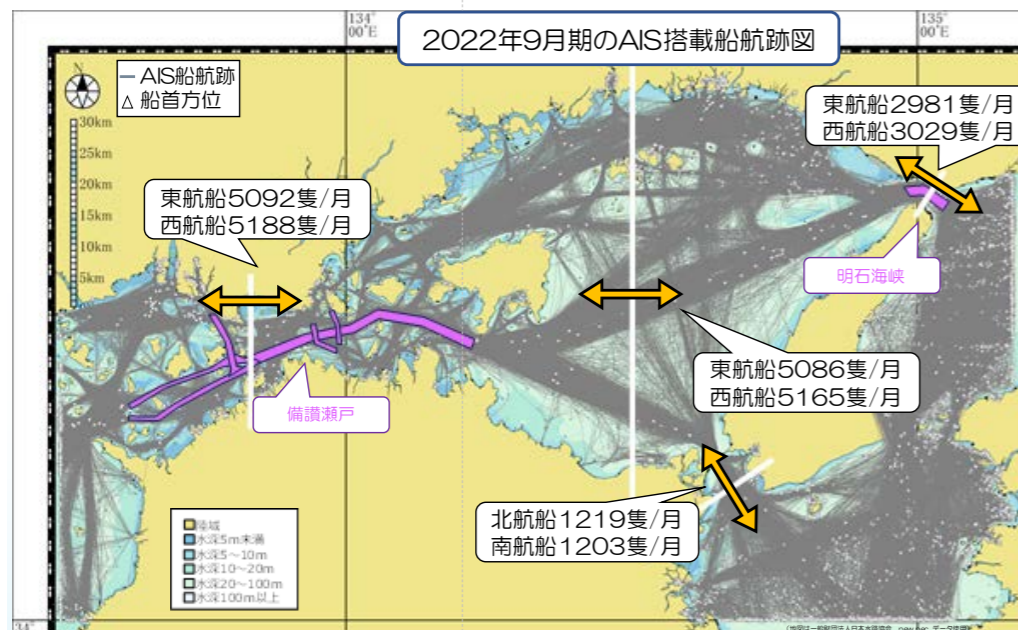 134°
00'E
135°
00'E
2022年9月期のAIS搭載船航跡図
AIS船航跡
△ 船首方位
30km
25km
20km
15km
10km
5km
東航船2981隻/月
西航船3029隻/月
東航船5092隻/月
西航船5188隻/月
明石海峡
東航船5086隻/月
西航船5165隻/月
備讃瀬戸
北航船1219隻/月
南航船1203隻/月
陸域
水深5m未満
水深5～10m
水深10～20m
水深20～100m
水深100m以上
34°